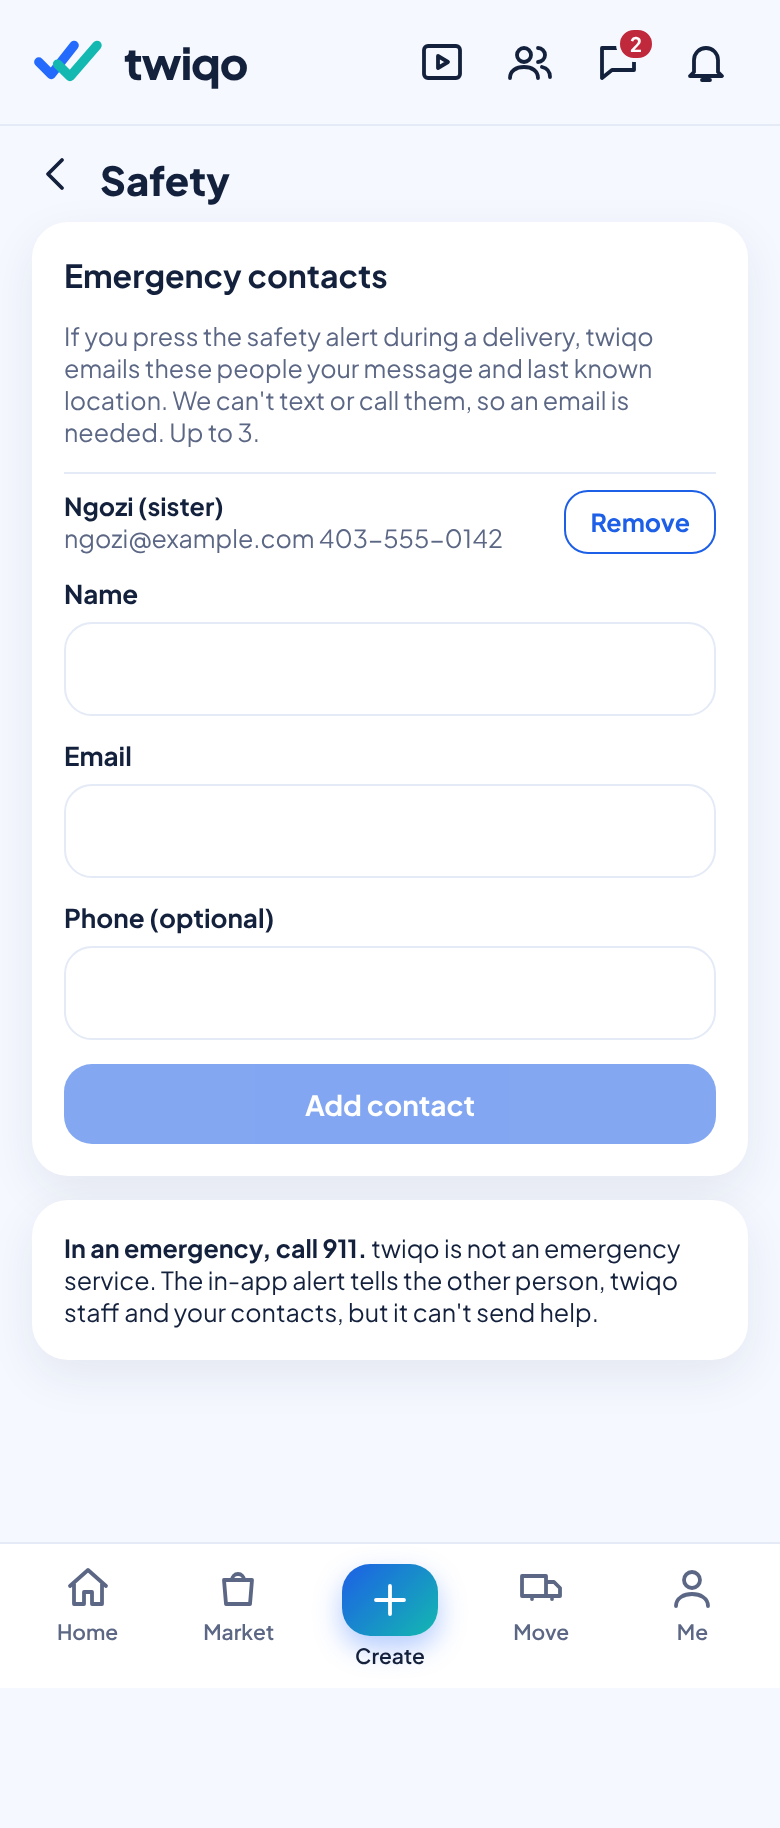 twiqo
2
Safety
Emergency contacts
If you press the safety alert during a delivery, twiqo
emails these people your message and last known
location. We can't text or call them, so an email is
needed. Up to 3.
Ngozi (sister)
ngozi@example.com 403-555-0142
Remove
Name
Email
Phone (optional)
Add contact
In an emergency, call 911. twiqo is not an emergency
service. The in-app alert tells the other person, twiqo
staff and your contacts, but it can't send help.
Home
Market
Create
Move
Me